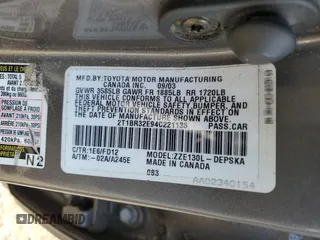 MFD.BY.TOYOTA MOTOR MANUFACTURING
CANADA INC. 09/03
GVWR 3585LB GAWR FR 1885LB RR 1720LB
THIS VEHICLE CONFORMS TO ALL APPLICABLE
FEDERAL MOTOR VEHICLE SAFETY, BUMPER,
AND THEFT PREVENTION STANDARDS IN
EFFECT ON THE DATE OF MANUFACTURE
SHOWN ABOVE.
2T1BR32E94C221135 PASS.CAR
C/TR:1E6/FD12
A/TM:-02A/A245E
MODEL:ZZE130L-DEPSKA
MADE IN CANADA
093
AA02340154
N2